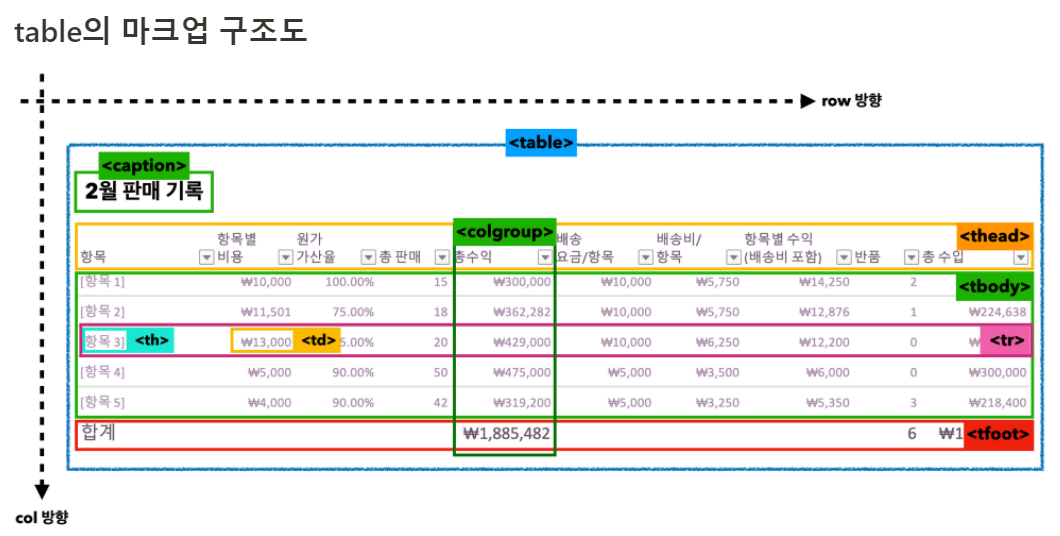 table의 마크업 구조도
row 방향
<table>
<caption>
2월 판매 기록
<colgroup>
<thead>
항목별 원가 배송 배송비/ 항목별 수익
항목 비용 가산율 총 판매 총수익 요금/항목 항목 (배송비 포함) 반품 총 수입
<tbody>
[항목 1] ₩10,000 100.00% 15 ₩300,000 ₩10,000 ₩5,750 ₩14,250 2
[항목 2] ₩11,501 75.00% 18 ₩362,282 ₩10,000 ₩5,750 ₩12,876 1 ₩224,638
항목 3] <th> ₩13,000 <td> 5.00% 20 ₩429,000 ₩10,000 ₩6,250 ₩12,200 0 ₩ <tr>
[항목 4] ₩5,000 90.00% 50 ₩475,000 ₩5,000 ₩3,500 ₩6,000 0 ₩300,000
[항목 5] ₩4,000 90.00% 42 ₩319,200 ₩5,000 ₩3,250 ₩5,350 3 ₩218,400
합계 ₩1,885,482 6 ₩1 <tfoot>
col 방향